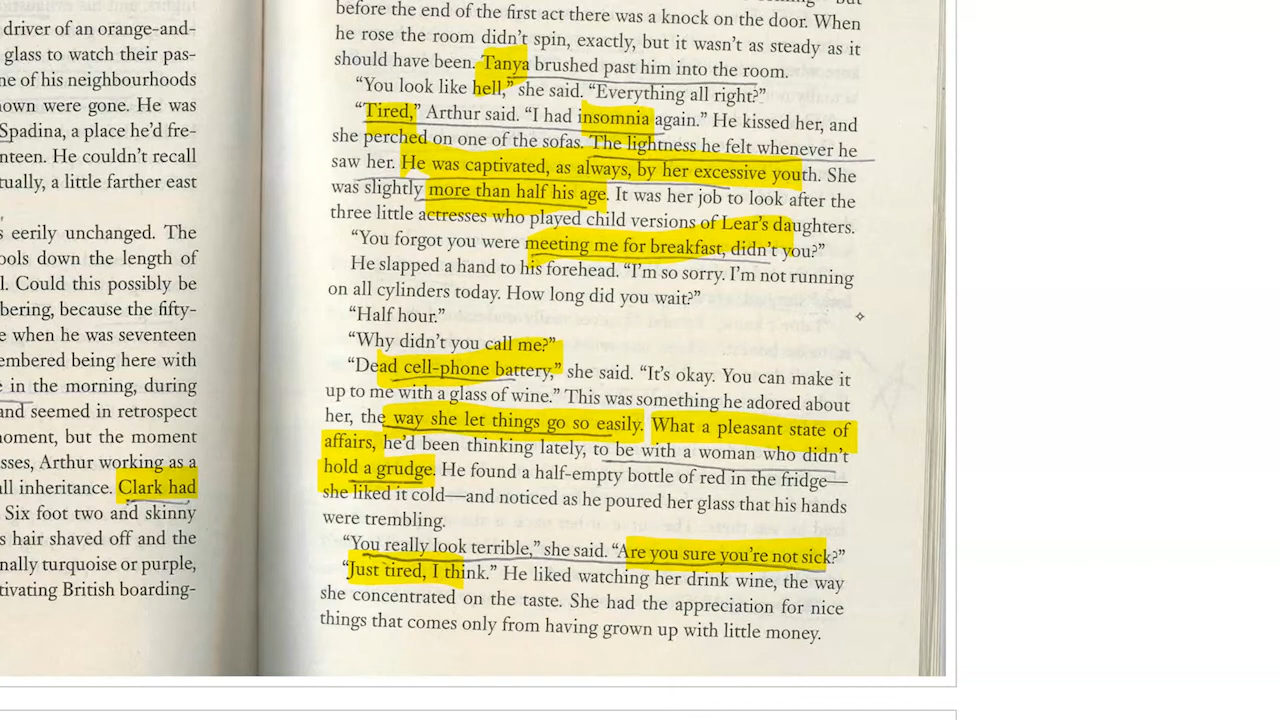 driver of an orange-and-
glass to watch their pas-
ne of his neighbourhoods
own were gone. He was
Spadina, a place he'd fre-
nteen. He couldn't recall
tually, a little farther east
s eerily unchanged. The
ools down the length of
l. Could this possibly be
bering, because the fifty-
e when he was seventeen
embered being here with
e in the morning, during
and seemed in retrospect
noment, but the moment
sses, Arthur working as a
all inheritance. Clark had
Six foot two and skinny
s hair shaved off and the
nally turquoise or purple,
tivating British boarding-
before the end of the first act there was a knock on the door. When
he rose the room didn't spin, exactly, but it wasn't as steady as it
should have been. Tanya brushed past him into the room.
"You look like hell," she said. "Everything all right?"
"Tired," Arthur said. "I had insomnia again." He kissed her, and
she perched on one of the sofas. The lightness he felt whenever he
saw her. He was captivated, as always, by her excessive youth. She
was slightly more than half his age. It was her job to look after the
three little actresses who played child versions of Lear's daughters.
"You forgot you were meeting me for breakfast, didn't you?"
He slapped a hand to his forehead. "I'm so sorry. I'm not running
on all cylinders today. How long did you wait?"
"Half hour."
"Why didn't you call me?"
"Dead cell-phone battery," she said. "It's okay. You can make it
up to me with a glass of wine." This was something he adored about
her, the way she let things go so easily. What a pleasant state of
affairs, he'd been thinking lately, to be with a woman who didn't
hold a grudge. He found a half-empty bottle of red in the fridge—
she liked it cold—and noticed as he poured her glass that his hands
were trembling.
"You really look terrible," she said. "Are you sure you're not sick?"
"Just tired, I think." He liked watching her drink wine, the way
she concentrated on the taste. She had the appreciation for nice
things that comes only from having grown up with little money.